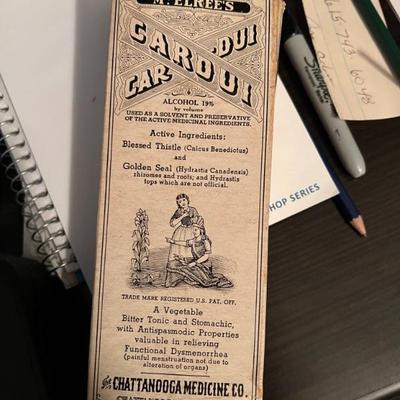 McELREE'S
CARDUI
CARDUI
ALCOHOL 19%
by volume
USED AS A SOLVENT AND PRESERVATIVE
OF THE ACTIVE MEDICINAL INGREDIENTS.
Active Ingredients:
Blessed Thistle (Cnicus Benedictus)
and
Golden Seal (Hydrastis Canadensis)
rhizomes and roots; and Hydrastis
tops which are not official.
TRADE MARK REGISTERED U.S. PAT. OFF.
A Vegetable
Bitter Tonic and Stomachic,
with Antispasmodic Properties
valuable in relieving
Functional Dysmenorrhea
(painful menstruation not due to
alteration of organs)
The CHATTANOOGA MEDICINE CO.
Sharpie
HOP SERIES